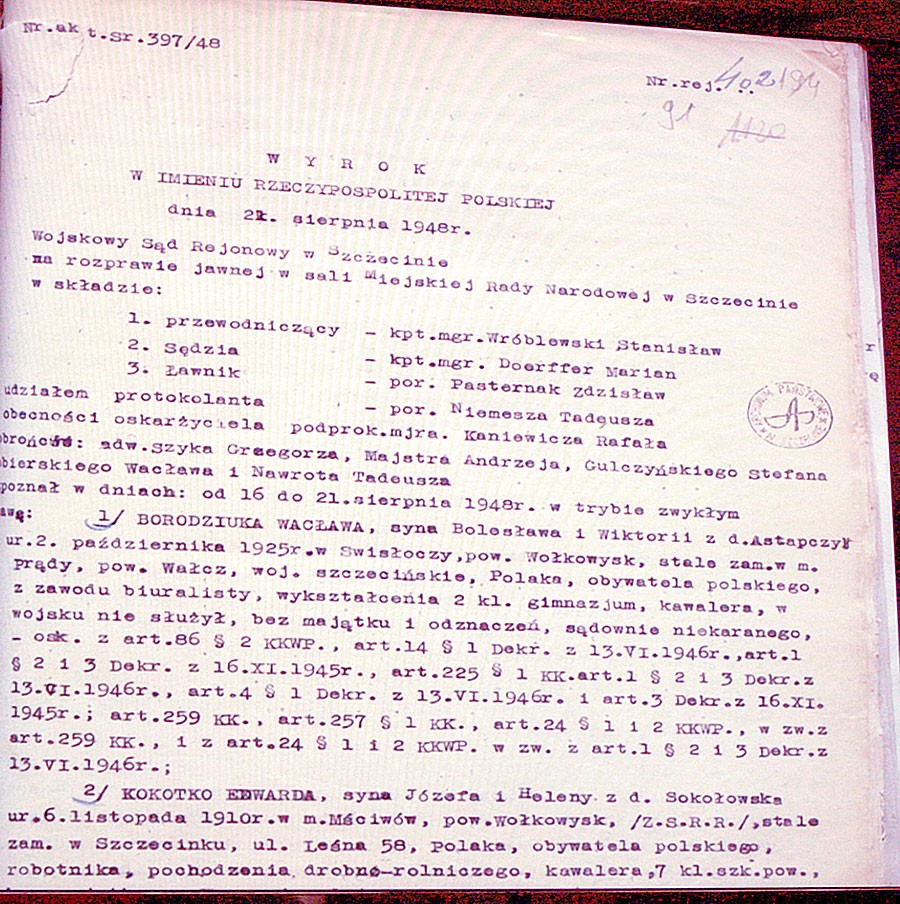 Nr.akt.sr.397/48
Nr.rej.402194
91
W Y R O K
W IMIENIU RZECZYPOSPOLITEJ POLSKIEJ
dnia 21. sierpnia 1948r.
Wojskowy Sąd Rejonowy w Szczecinie
na rozprawie jawnej w sali Miejskiej Rady Narodowej w Szczecinie
w składzie:
1. przewodniczący - kpt.mgr.Wróblewski Stanisław
2. Sędzia - kpt.mgr. Doerffer Marian
3. Ławnik - por. Pasternak Zdzisław
udziałem protokolanta - por. Niemesza Tadeusza
obecności oskarżyciela podprok.mjra. Kaniewicza Rafała
obrońców: adw.Szyka Grzegorza, Majstra Andrzeja, Gulczyńskiego Stefana
bierskiego Wacława i Nawrota Tadeusza
poznał w dniach: od 16 do 21.sierpnia 1948r. w trybie zwykłym
awę: 1/ BORODZIUKA WACŁAWA, syna Bolesława i Wiktorii z d.Astapczyk
ur.2. października 1925r.w Swisłoczy,pow. Wołkowysk, stale zam.w m.
Prądy, pow. Wałcz, woj. szczecińskie, Polaka, obywatela polskiego,
z zawodu biuralisty, wykształcenia 2 kl. gimnazjum, kawalera, w
wojsku nie służył, bez majątku i odznaczeń, sądownie niekaranego,
- osk. z art.86 § 2 KKWP., art.14 § 1 Dekr. z 13.VI.1946r.,art.1
§ 2 i 3 Dekr. z 16.XI.1945r., art.225 § 1 KK.art.1 § 2 i 3 Dekr.z
13.VI.1946r., art.4 § 1 Dekr. z 13.VI.1946r. i art.3 Dekr.z 16.XI.
1945r.; art.259 KK., art.257 § 1 KK., art.24 § 1 i 2 KKWP., w zw.z
art.259 KK., i z art.24 § 1 i 2 KKWP. w zw. z art.1 § 2 i 3 Dekr.z
13.VI.1946r.;
2/ KOKOTKO EDWARDA, syna Józefa i Heleny z d. Sokołowska
ur.6.listopada 1910r.w m.Mściwów, pow.Wołkowysk, /Z.S.R.R./,stale
zam. w Szczecinku, ul. Leśna 58, Polaka, obywatela polskiego,
robotnika, pochodzenia drobno-rolniczego, kawalera,7 kl.szk.pow.,